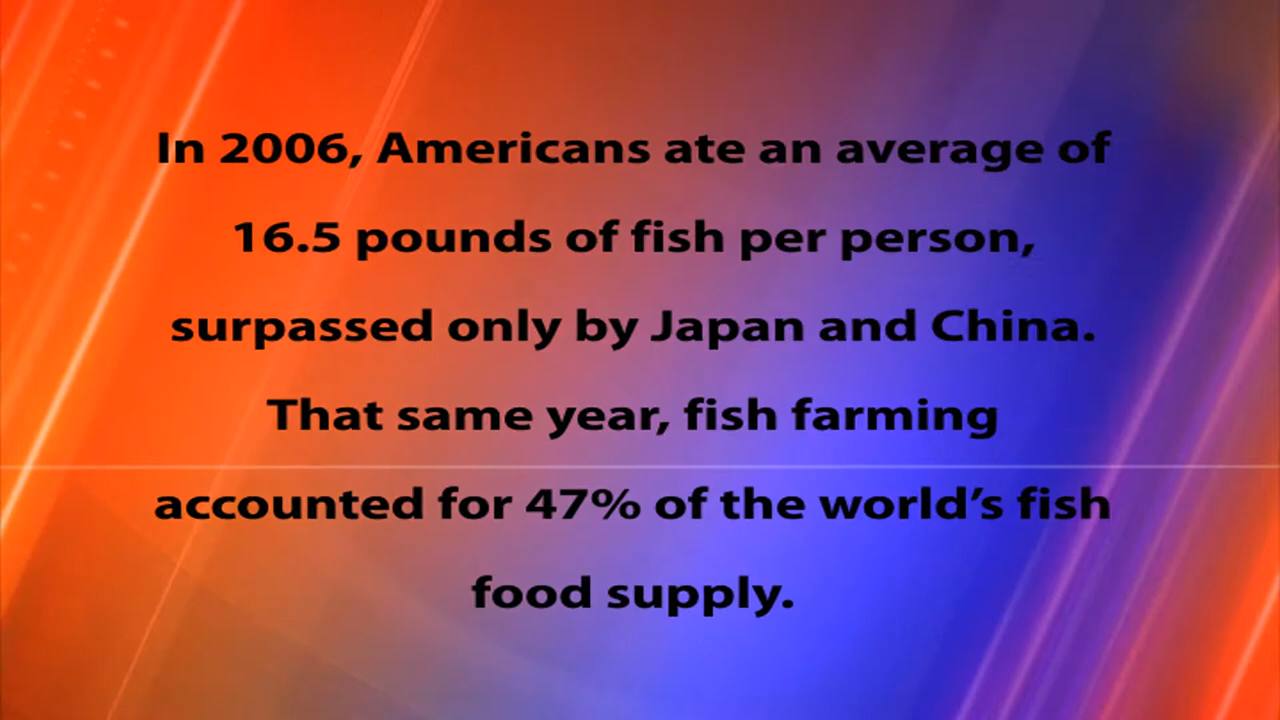 In 2006, Americans ate an average of
16.5 pounds of fish per person,
surpassed only by Japan and China.
That same year, fish farming
accounted for 47% of the world’s fish
food supply.